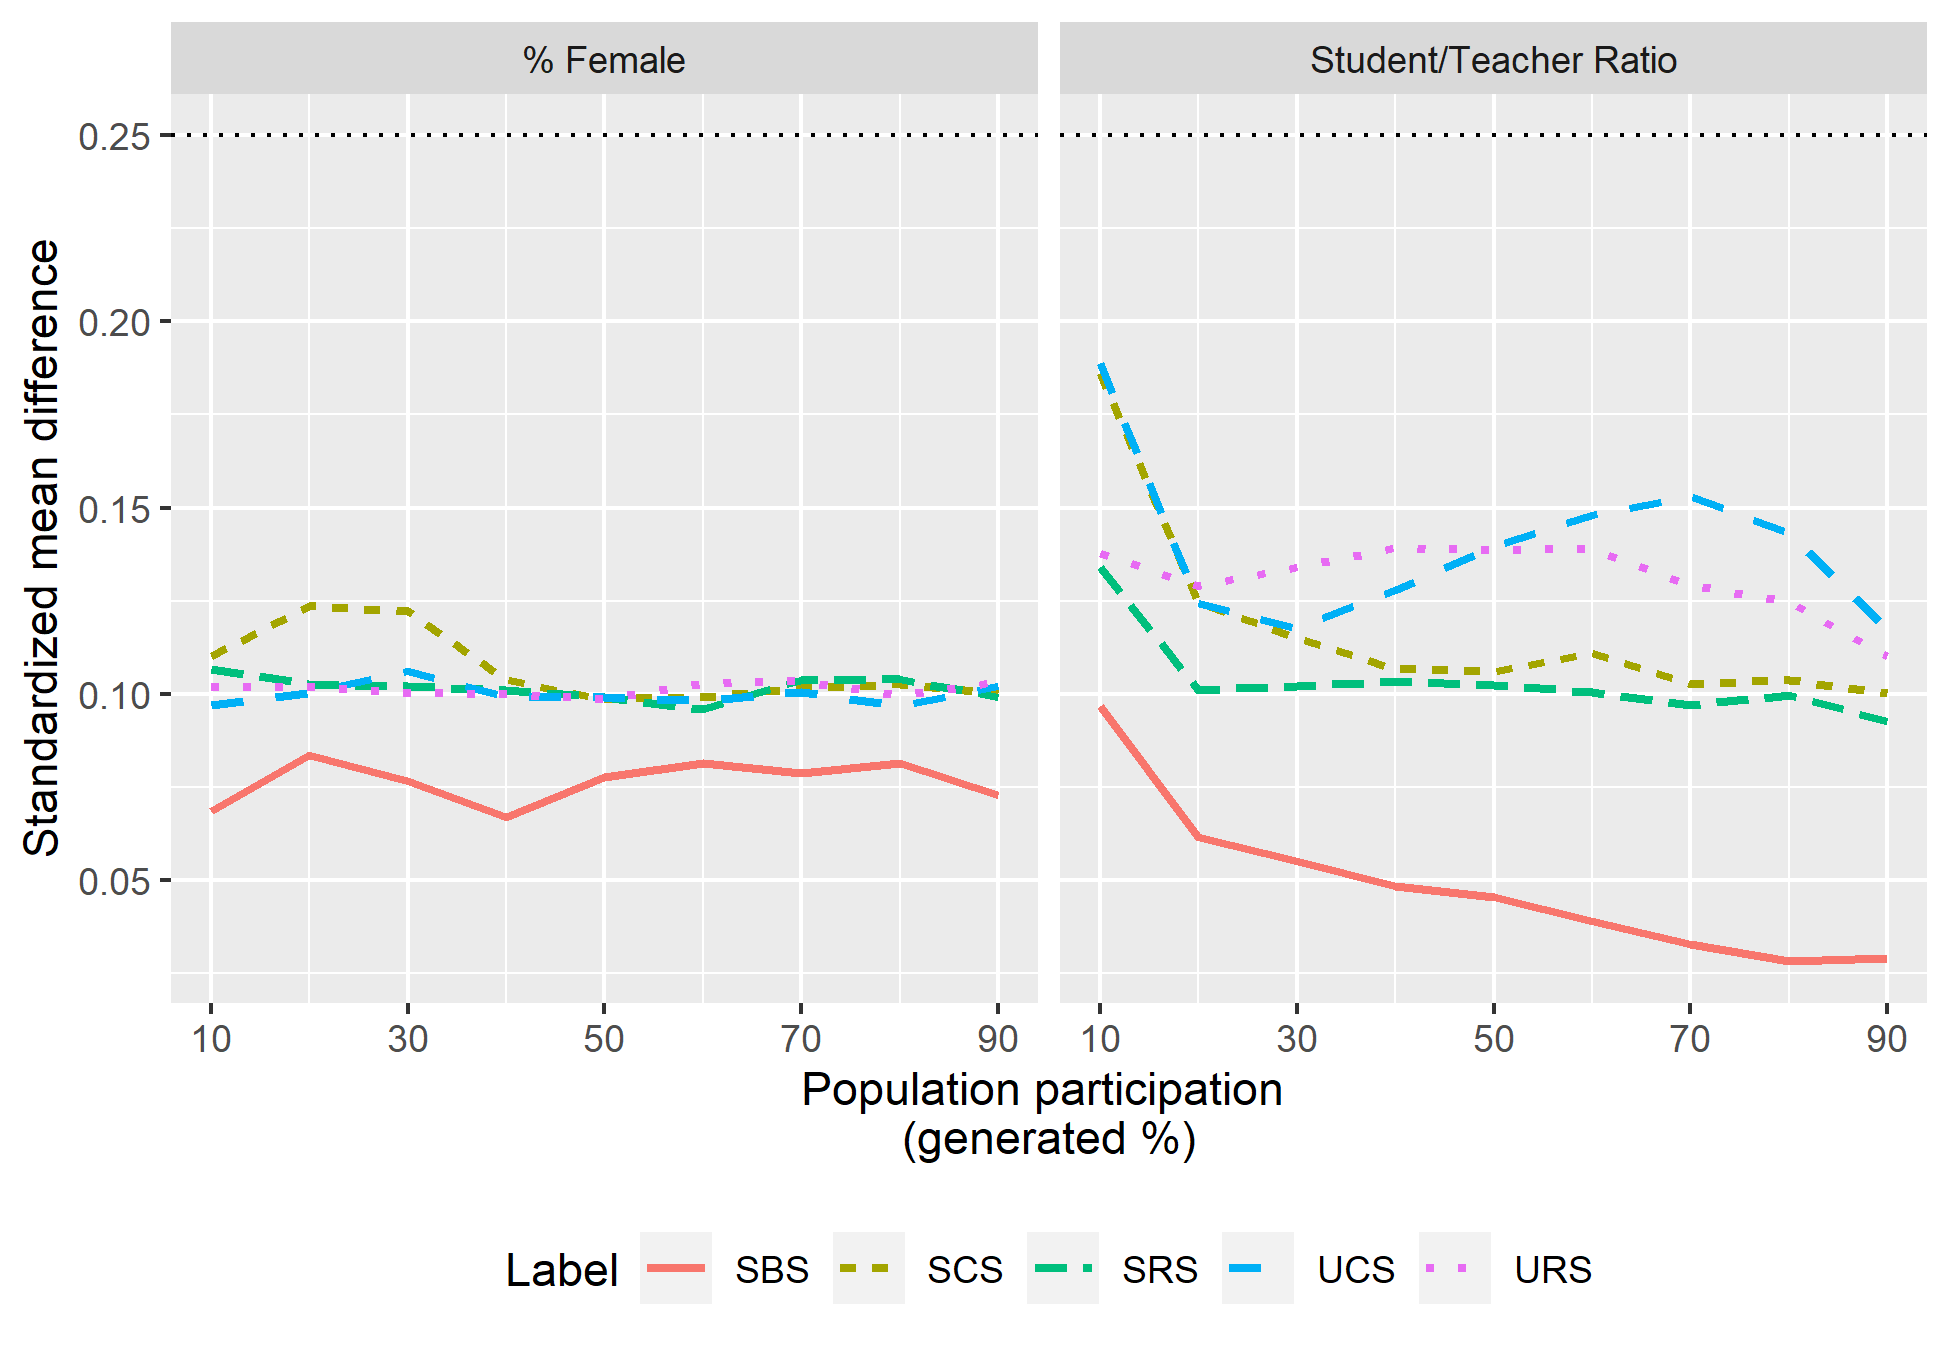 % Female
Student/Teacher Ratio
Standardized mean difference
0.25
0.20
0.15
0.10
0.05
10 30 50 70 90
10 30 50 70 90
Population participation
(generated %)
Label SBS SCS SRS UCS URS